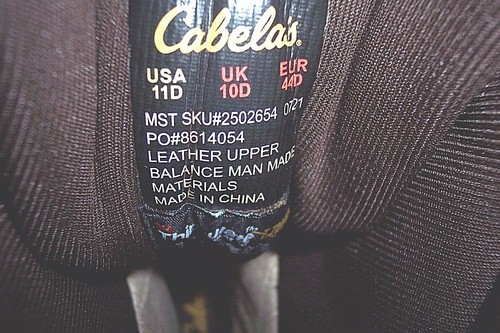 Cabela's
USA UK EUR
11D 10D 44D
MST SKU#2502654 0721
PO#8614054
LEATHER UPPER
BALANCE MAN MADE
MATERIALS
MADE IN CHINA